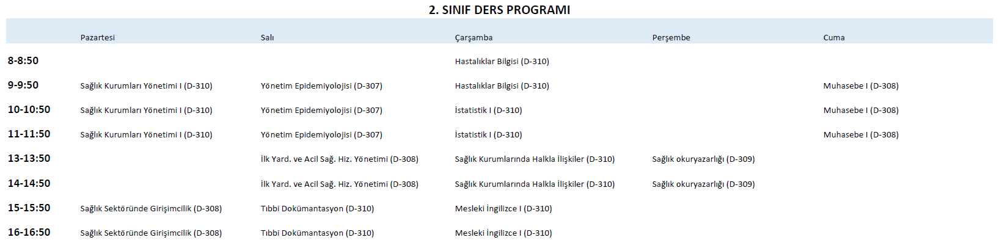 2. SINIF DERS PROGRAMI
Pazartesi Salı Çarşamba Perşembe Cuma
8-8:50 Hastalıklar Bilgisi (D-310)
9-9:50 Sağlık Kurumları Yönetimi I (D-310) Yönetim Epidemiyolojisi (D-307) Hastalıklar Bilgisi (D-310) Muhasebe I (D-308)
10-10:50 Sağlık Kurumları Yönetimi I (D-310) Yönetim Epidemiyolojisi (D-307) İstatistik I (D-310) Muhasebe I (D-308)
11-11:50 Sağlık Kurumları Yönetimi I (D-310) Yönetim Epidemiyolojisi (D-307) İstatistik I (D-310) Muhasebe I (D-308)
13-13:50 İlk Yard. ve Acil Sağ. Hiz. Yönetimi (D-308) Sağlık Kurumlarında Halkla İlişkiler (D-310) Sağlık okuryazarlığı (D-309)
14-14:50 İlk Yard. ve Acil Sağ. Hiz. Yönetimi (D-308) Sağlık Kurumlarında Halkla İlişkiler (D-310) Sağlık okuryazarlığı (D-309)
15-15:50 Sağlık Sektöründe Girişimcilik (D-308) Tıbbi Dokümantasyon (D-310) Mesleki İngilizce I (D-310)
16-16:50 Sağlık Sektöründe Girişimcilik (D-308) Tıbbi Dokümantasyon (D-310) Mesleki İngilizce I (D-310)